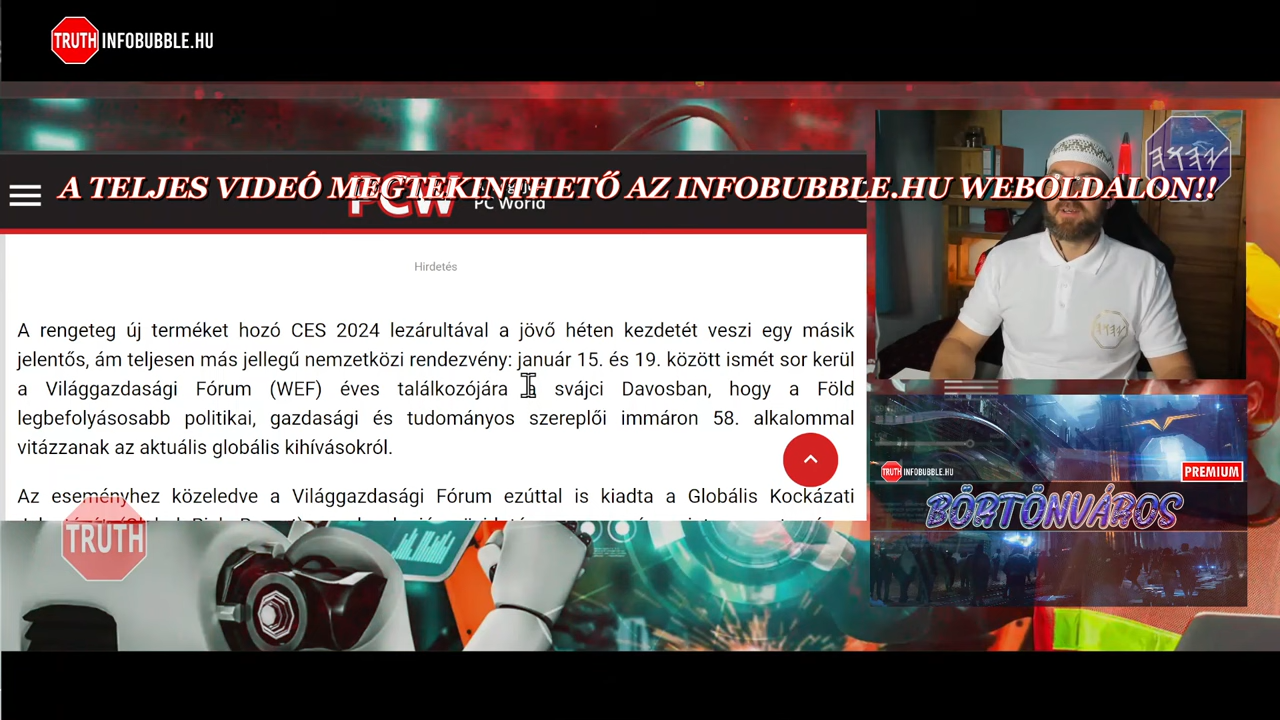 TRUTH INFOBUBBLE.HU
A TELJES VIDEÓ MEGTEKINTHETŐ AZ INFOBUBBLE.HU WEBOLDALON!!
PCW
PC World
Hirdetés
A rengeteg új terméket hozó CES 2024 lezárultával a jövő héten kezdetét veszi egy másik
jelentős, ám teljesen más jellegű nemzetközi rendezvény: január 15. és 19. között ismét sor kerül
a Világgazdasági Fórum (WEF) éves találkozójára a svájci Davosban, hogy a Föld
legbefolyásosabb politikai, gazdasági és tudományos szereplői immáron 58. alkalommal
vitázzanak az aktuális globális kihívásokról.
Az eseményhez közeledve a Világgazdasági Fórum ezúttal is kiadta a Globális Kockázati
TRUTH INFOBUBBLE.HU
PREMIUM
BÖRTÖNVÁROS
TRUTH